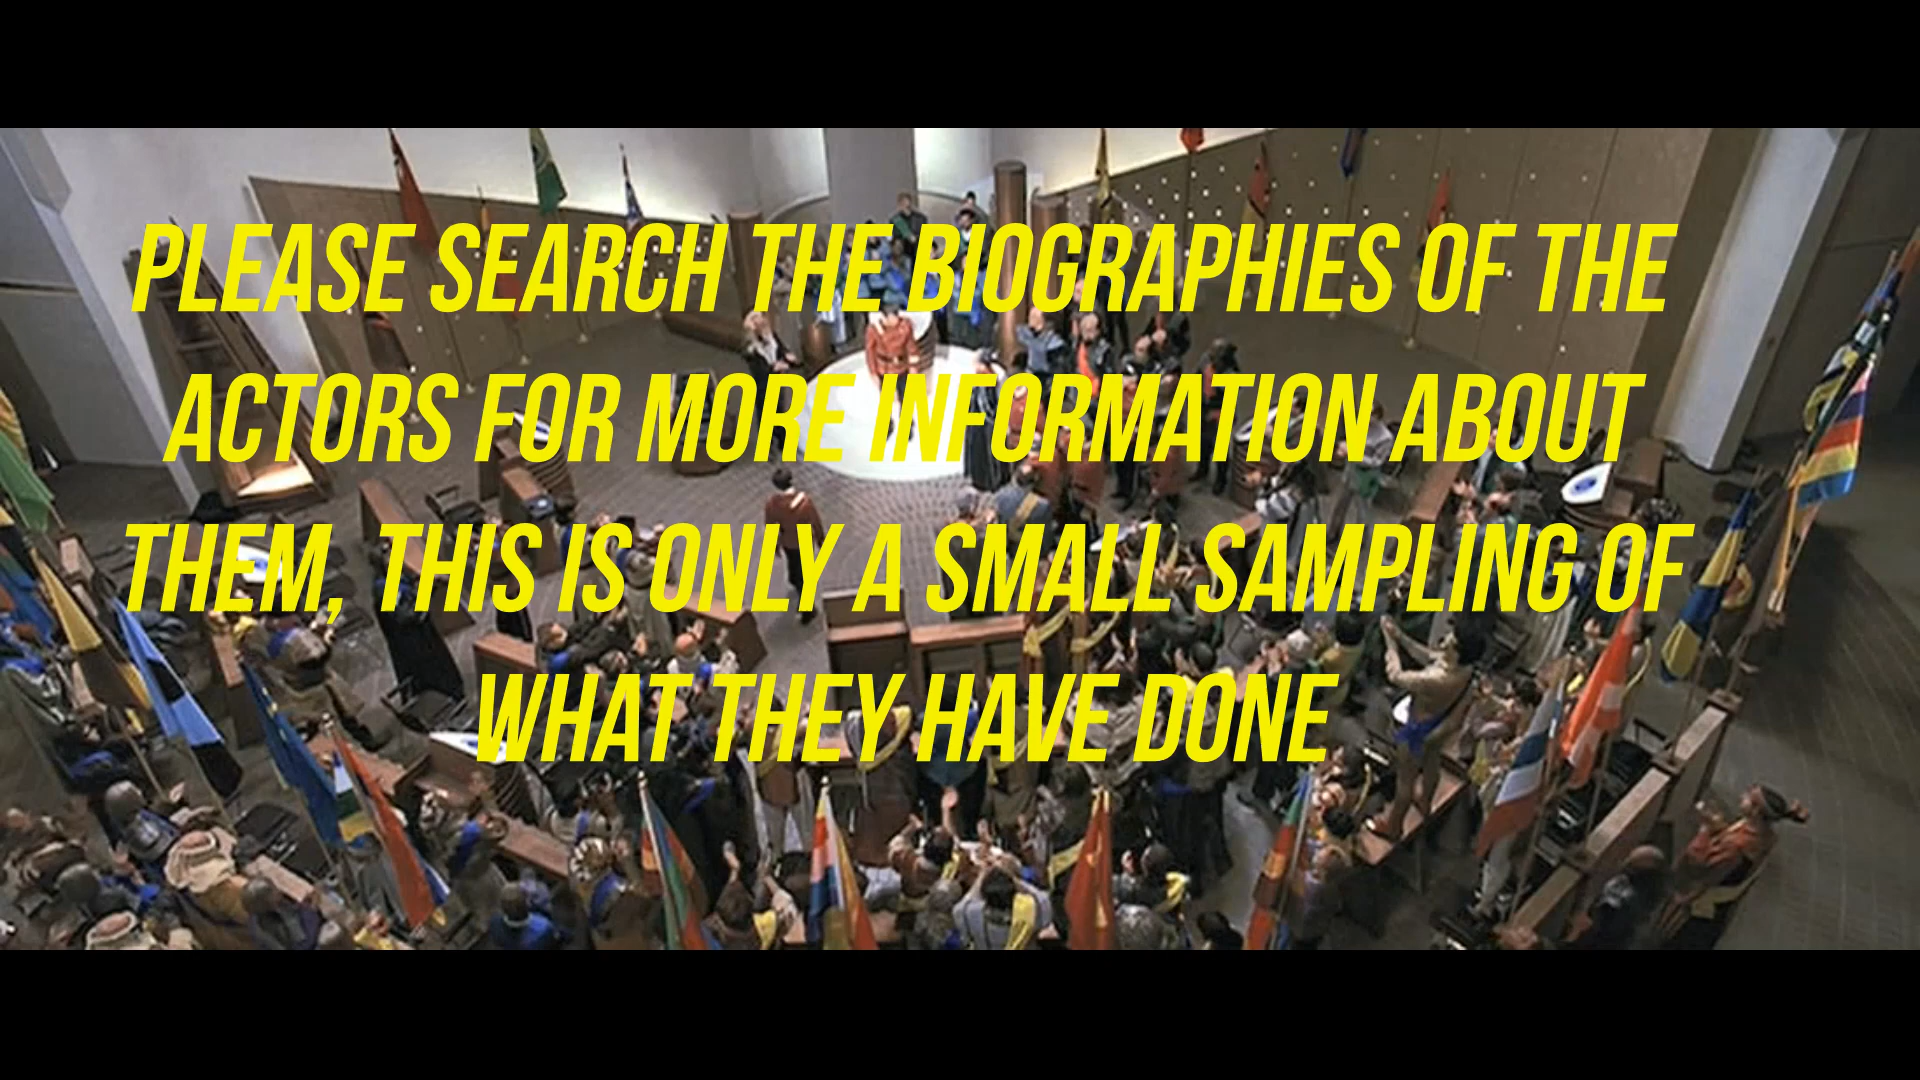 PLEASE SEARCH THE BIOGRAPHIES OF THE
ACTORS FOR MORE INFORMATION ABOUT
THEM, THIS IS ONLY A SMALL SAMPLING OF
WHAT THEY HAVE DONE